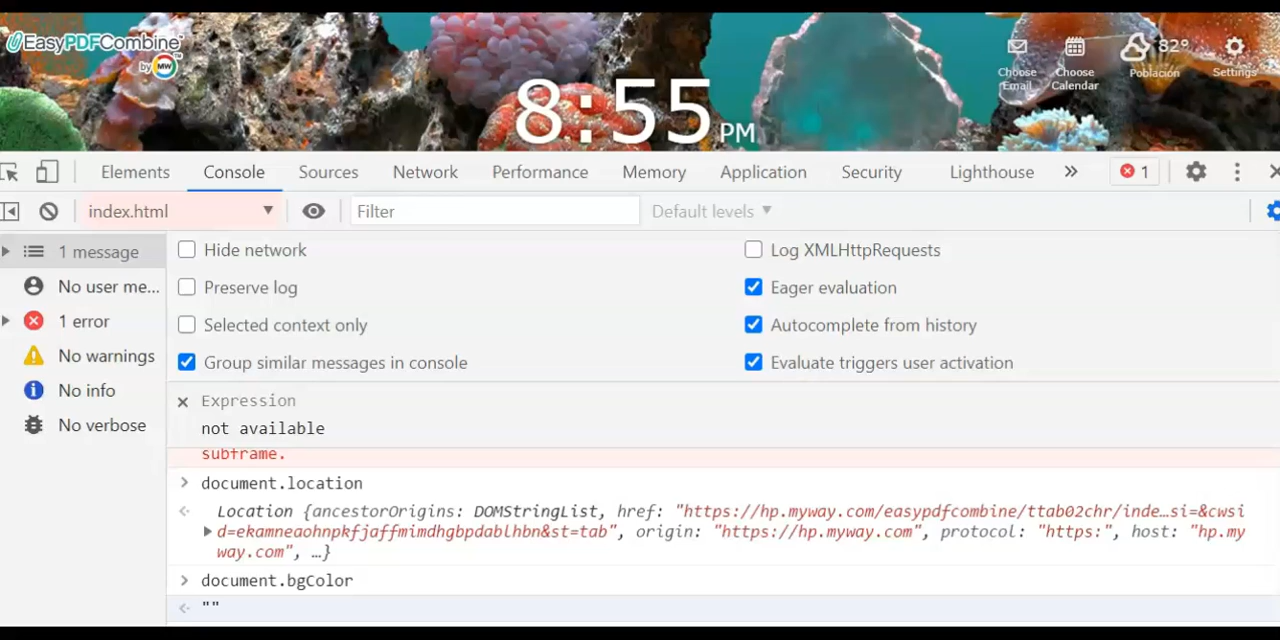 EasyPDFCombine
by MW
8:55 PM
Choose Email
Choose Calendar
82°
Población
Settings
Elements Console Sources Network Performance Memory Application Security Lighthouse » 1
index.html Filter Default levels
1 message
No user me...
1 error
No warnings
No info
No verbose
Hide network
Log XMLHttpRequests
Preserve log
Eager evaluation
Selected context only
Autocomplete from history
Group similar messages in console
Evaluate triggers user activation
Expression
not available
subframe.
> document.location
Location {ancestorOrigins: DOMStringList, href: "https://hp.myway.com/easypdfcombine/ttab02chr/inde…si=&cwsi
d=ekamneaohnpkfjaffmimdhgbpdablhbn&st=tab", origin: "https://hp.myway.com", protocol: "https:", host: "hp.my
way.com", …}
> document.bgColor
""